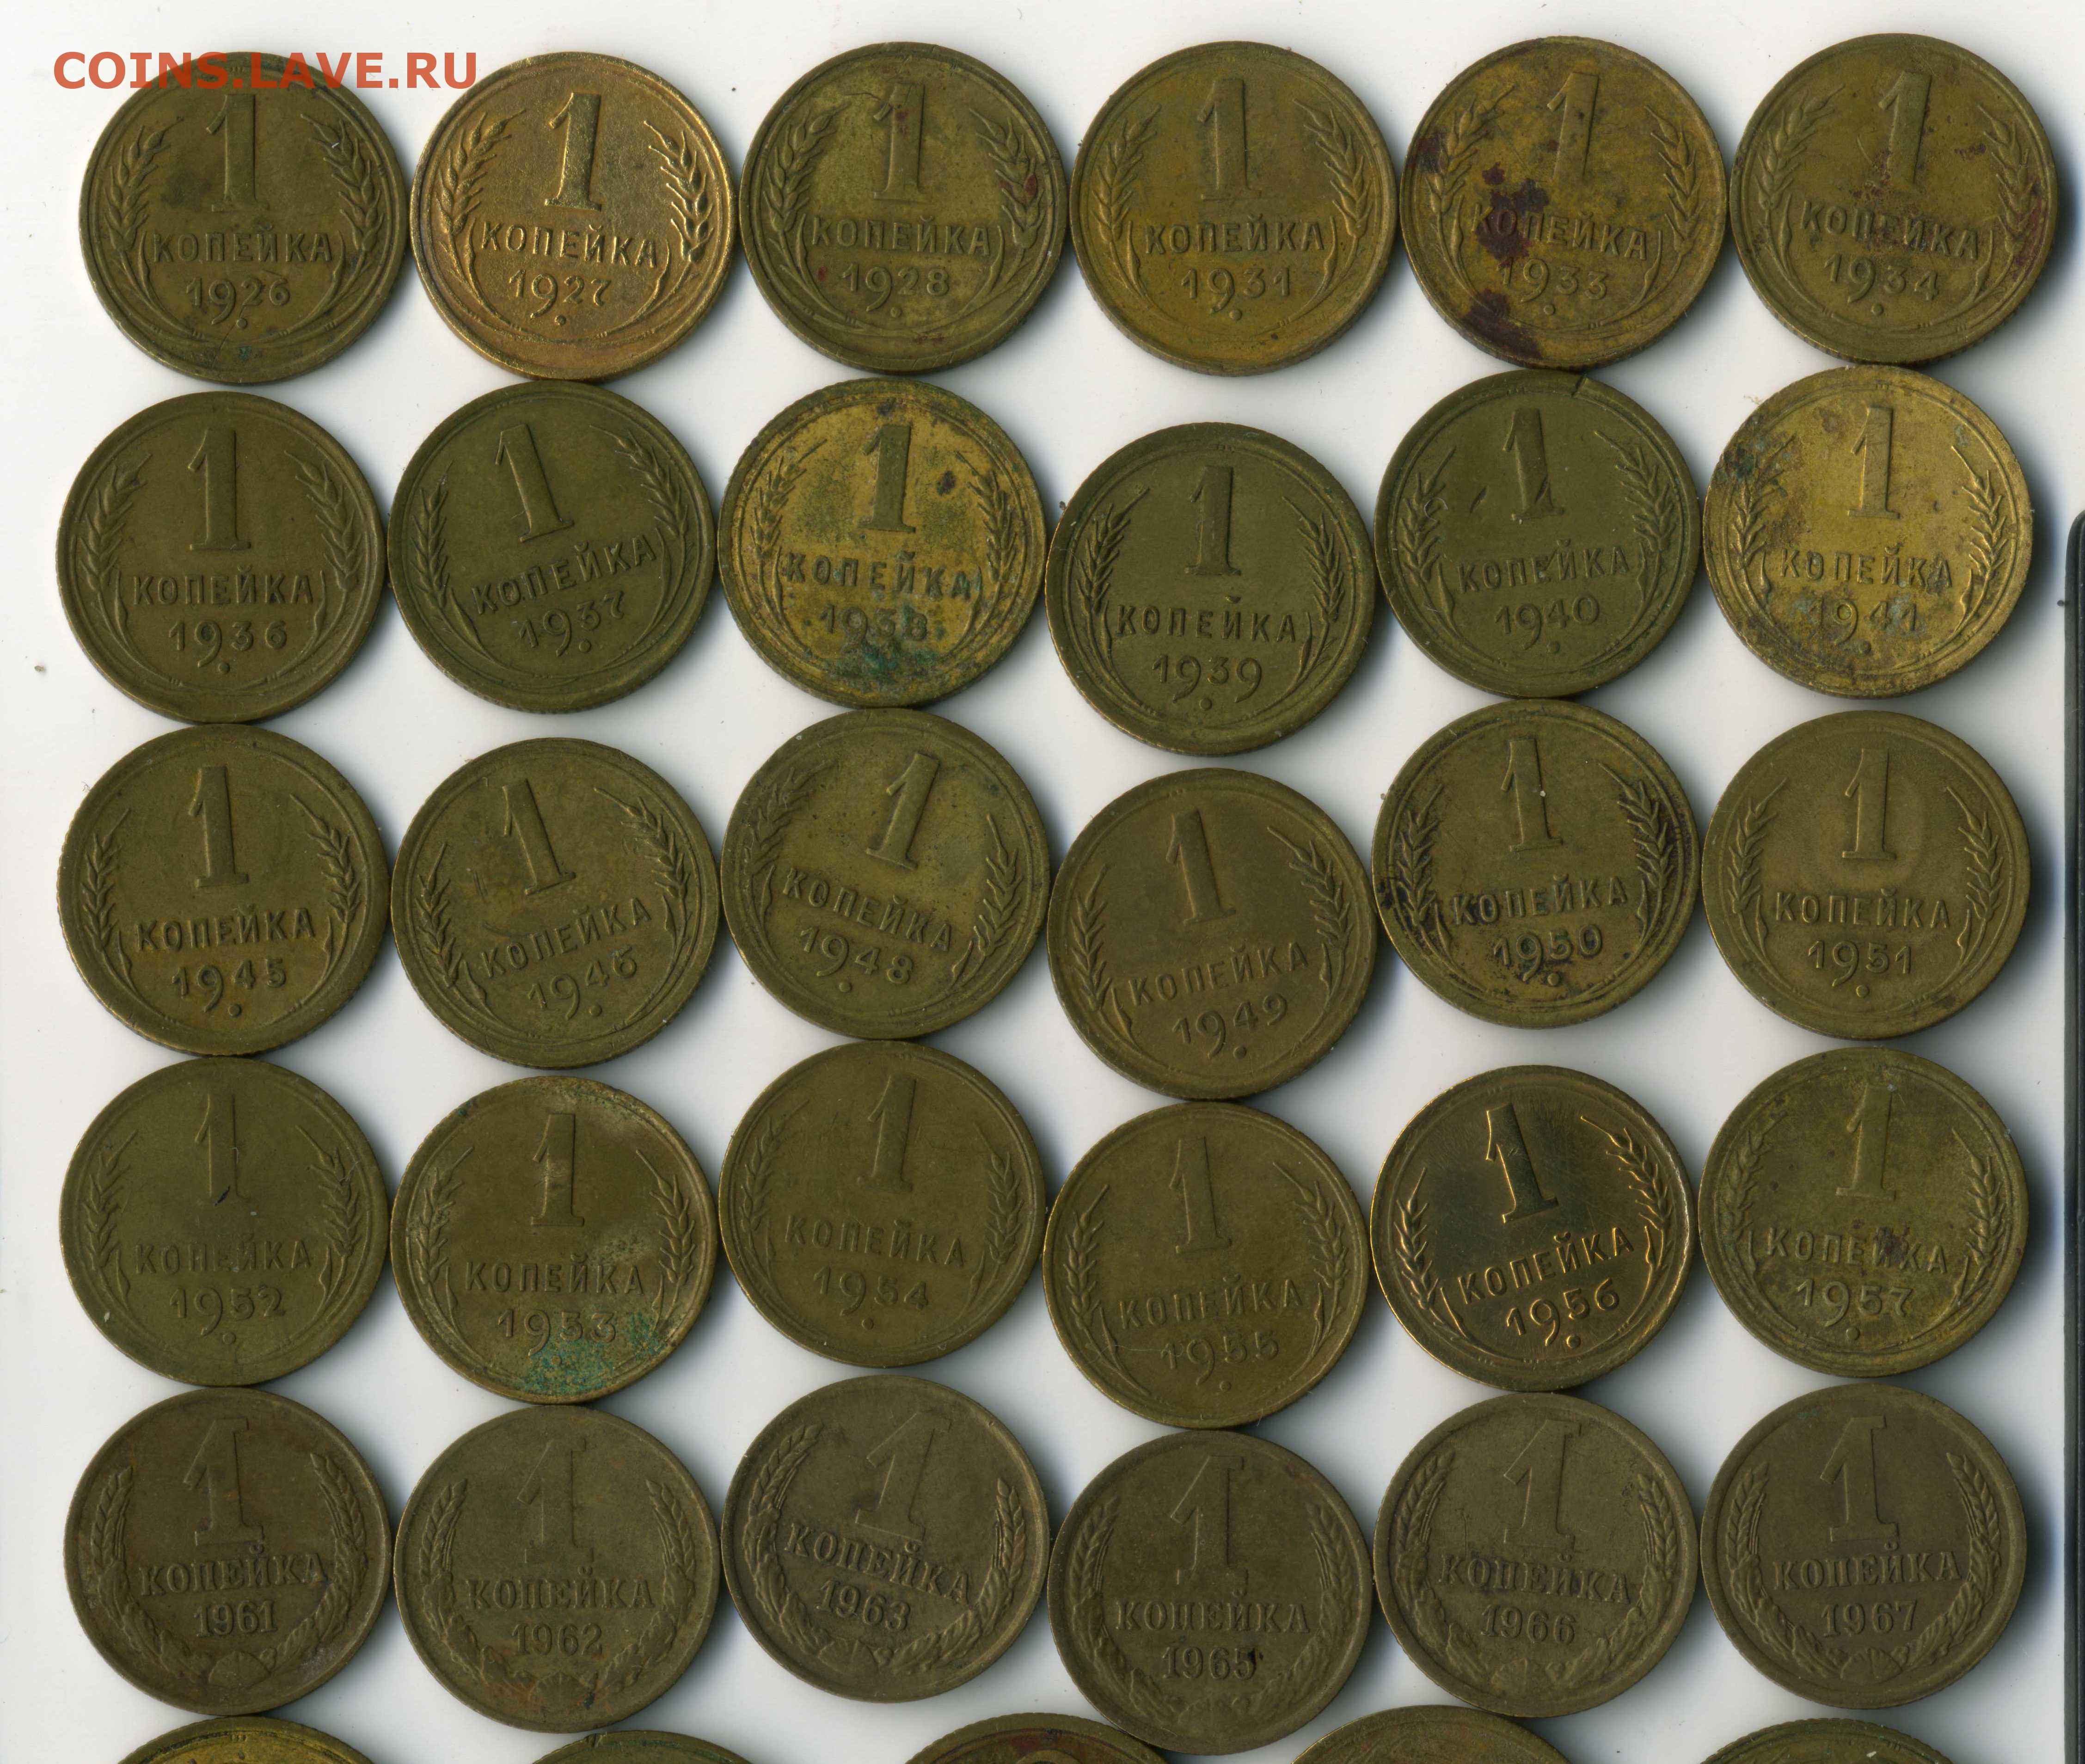 COINS.LAVE.RU
1
КОПЕЙКА
1926
1
КОПЕЙКА
1927
1
КОПЕЙКА
1928
1
КОПЕЙКА
1931
1
КОПЕЙКА
1933
1
КОПЕЙКА
1934
1
КОПЕЙКА
1936
1
КОПЕЙКА
1937
1
КОПЕЙКА
1938
1
КОПЕЙКА
1939
1
КОПЕЙКА
1940
1
КОПЕЙКА
1941
1
КОПЕЙКА
1945
1
КОПЕЙКА
1946
1
КОПЕЙКА
1948
1
КОПЕЙКА
1949
1
КОПЕЙКА
1950
1
КОПЕЙКА
1951
1
КОПЕЙКА
1952
1
КОПЕЙКА
1953
1
КОПЕЙКА
1954
1
КОПЕЙКА
1955
1
КОПЕЙКА
1956
1
КОПЕЙКА
1957
1
КОПЕЙКА
1961
1
КОПЕЙКА
1962
1
КОПЕЙКА
1963
1
КОПЕЙКА
1965
1
КОПЕЙКА
1966
1
КОПЕЙКА
1967